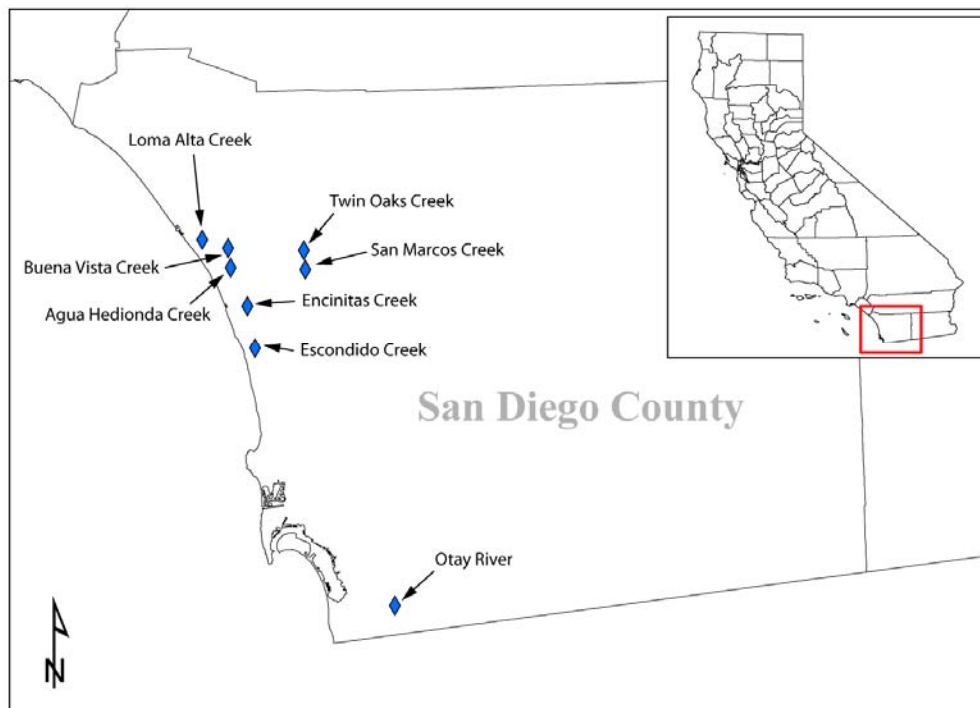 Loma Alta Creek
Twin Oaks Creek
San Marcos Creek
Buena Vista Creek
Agua Hedionda Creek
Encinitas Creek
Escondido Creek
San Diego County
Otay River
N